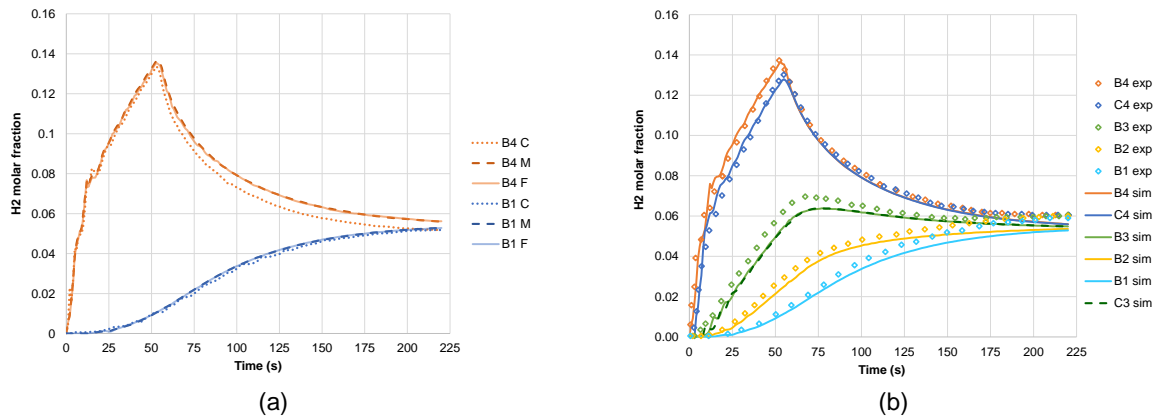 0.16
0.14
0.12
0.1
0.08
0.06
0.04
0.02
0
H2 molar fraction
0 25 50 75 100 125 150 175 200 225
Time (s)
B4 C
B4 M
B4 F
B1 C
B1 M
B1 F
(a)
0.16
0.14
0.12
0.10
0.08
0.06
0.04
0.02
0.00
H2 molar fraction
0 25 50 75 100 125 150 175 200 225
Time (s)
B4 exp
C4 exp
B3 exp
B2 exp
B1 exp
B4 sim
C4 sim
B3 sim
B2 sim
B1 sim
C3 sim
(b)